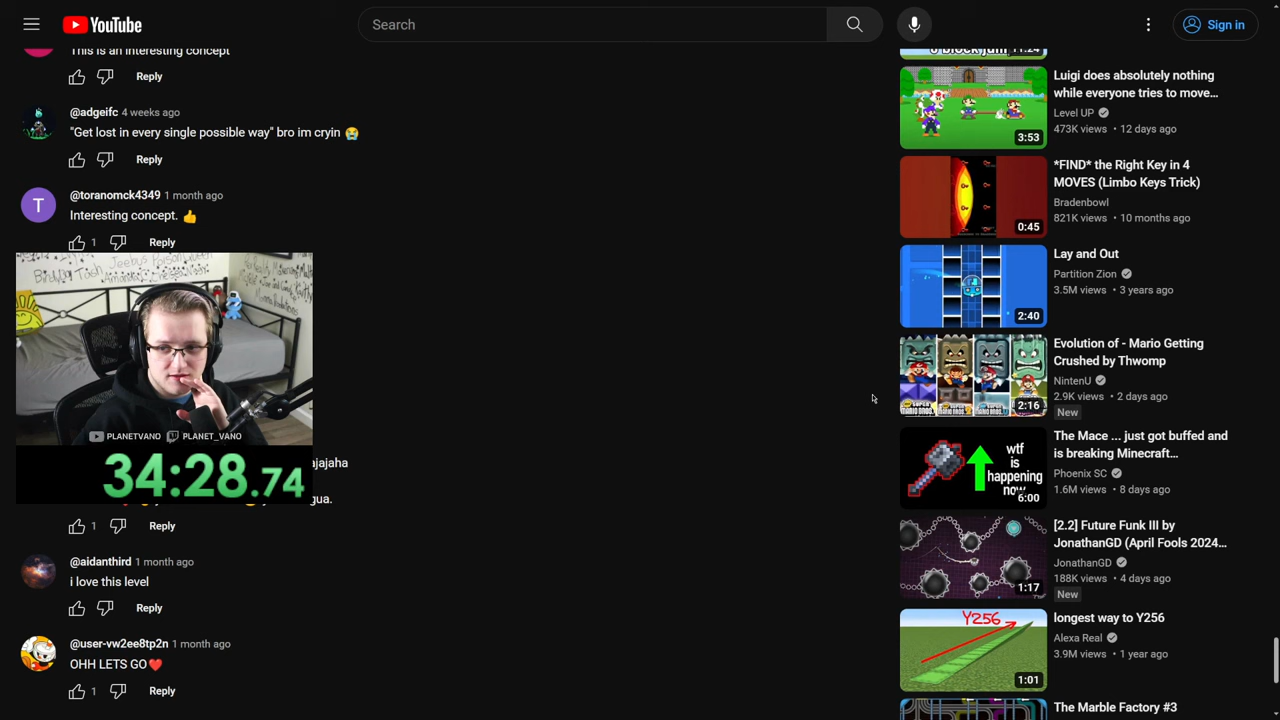 YouTube
Search
Sign in
This is an interesting concept
Reply
@adgeifc 4 weeks ago
"Get lost in every single possible way" bro im cryin 😭
Reply
@toranomck4349 1 month ago
T
Interesting concept. 👍
1 Reply
PLANETVANO PLANET_VANO
34:28.74
ajajaha
gua.
1 Reply
@aidanthird 1 month ago
i love this level
Reply
@user-vw2ee8tp2n 1 month ago
OHH LETS GO❤️
1 Reply
11:24
Luigi does absolutely nothing
while everyone tries to move…
Level UP
473K views • 12 days ago
3:53
*FIND* the Right Key in 4
MOVES (Limbo Keys Trick)
Bradenbowl
821K views • 10 months ago
0:45
Lay and Out
Partition Zion
3.5M views • 3 years ago
2:40
Evolution of - Mario Getting
Crushed by Thwomp
NintenU
2.9K views • 2 days ago
New
2:16
The Mace ... just got buffed and
is breaking Minecraft…
Phoenix SC
1.6M views • 8 days ago
wtf
is
happening
now
6:00
[2.2] Future Funk III by
JonathanGD (April Fools 2024…
JonathanGD
188K views • 4 days ago
New
1:17
Y256
longest way to Y256
Alexa Real
3.9M views • 1 year ago
1:01
The Marble Factory #3